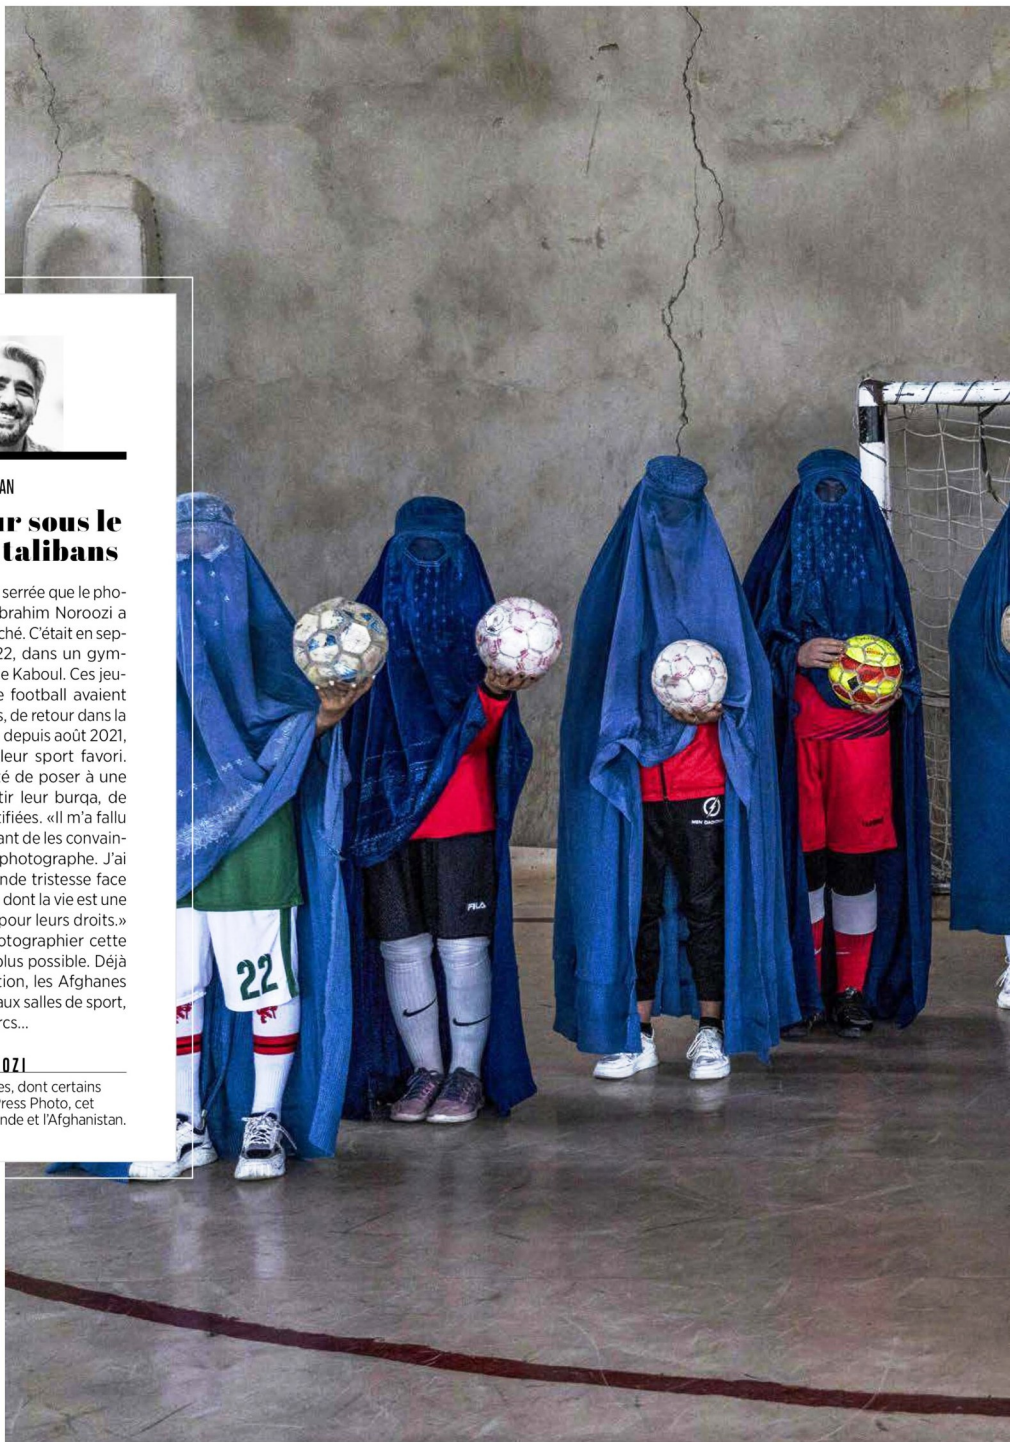 AN
ur sous le
talibans
serrée que le pho-
brahim Noroozi a
ché. C'était en sep-
22, dans un gym-
e Kaboul. Ces jeu-
e football avaient
s, de retour dans la
depuis août 2021,
leur sport favori.
té de poser à une
tir leur burqa, de
tifiées. «Il m'a fallu
ant de les convain-
photographe. J'ai
nde tristesse face
dont la vie est une
pour leurs droits.»
otographier cette
plus possible. Déjà
tion, les Afghanes
aux salles de sport,
rcs...
OZI
es, dont certains
Press Photo, cet
nde et l'Afghanistan.
22
FILA